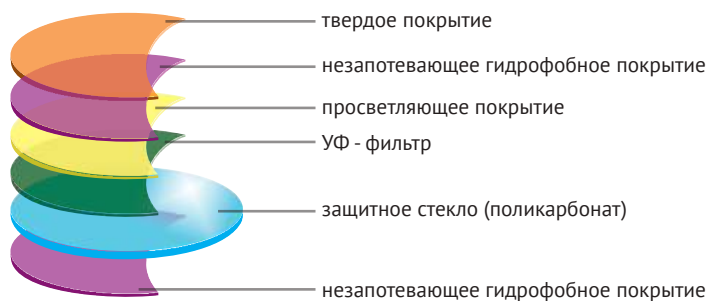 твердое покрытие
незапотевающее гидрофобное покрытие
просветляющее покрытие
УФ - фильтр
защитное стекло (поликарбонат)
незапотевающее гидрофобное покрытие